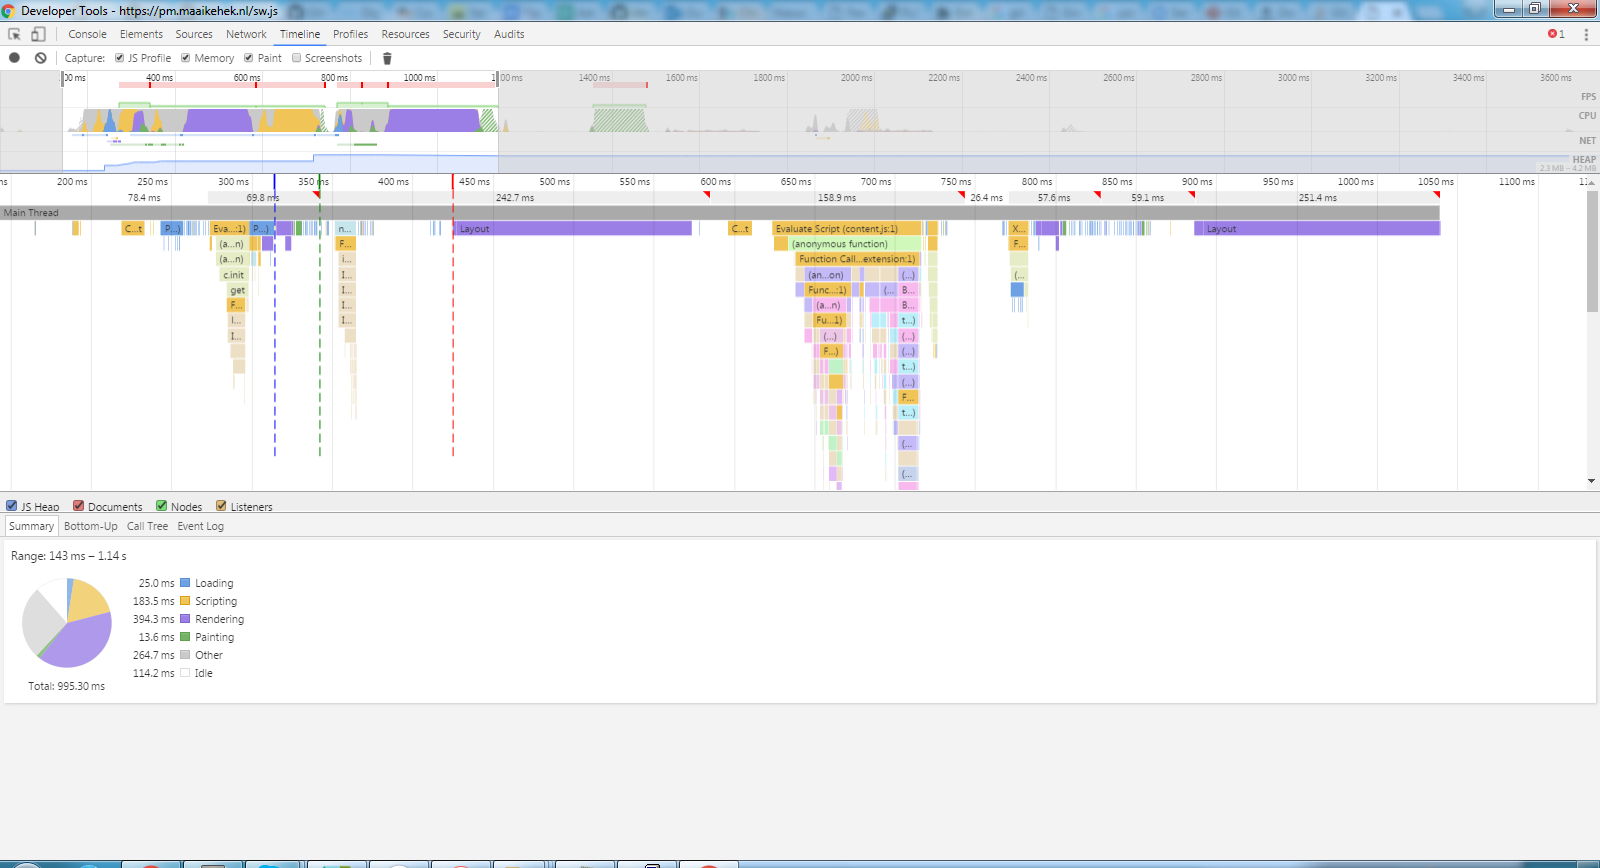 Developer Tools - https://pm.maaikehek.nl/sw.js
Console Elements Sources Network Timeline Profiles Resources Security Audits 1
Capture: JS Profile Memory Paint Screenshots
00 ms 400 ms 600 ms 800 ms 1000 ms 1 00 ms 1400 ms 1600 ms 1800 ms 2000 ms 2200 ms 2400 ms 2600 ms 2800 ms 3000 ms 3200 ms 3400 ms 3600 ms
FPS
CPU
NET
HEAP
2.3 MB – 4.2 MB
ms 200 ms 250 ms 300 ms 350 ms 400 ms 450 ms 500 ms 550 ms 600 ms 650 ms 700 ms 750 ms 800 ms 850 ms 900 ms 950 ms 1000 ms 1050 ms 1100 ms 11
78.4 ms 69.8 ms 242.7 ms 158.9 ms 26.4 ms 57.6 ms 59.1 ms 251.4 ms
Main Thread
C...t P...) Eva...:1) P...) n... Layout C...t Evaluate Script (content.js:1) X... Layout
(a...n) F... (anonymous function) F...
(a...n) i... Function Call...extension:1)
c.init I... (an...on) (...) (...
get I... Func...:1) (... B...
F... I... (a...n) B...
I... I... Fu...1) t...)
I... (...) (...)
F...) (...)
t...)
(...)
F...
t...)
(...
(...
JS Heap Documents Nodes Listeners
Summary Bottom-Up Call Tree Event Log
Range: 143 ms – 1.14 s
25.0 ms Loading
183.5 ms Scripting
394.3 ms Rendering
13.6 ms Painting
264.7 ms Other
114.2 ms Idle
Total: 995.30 ms